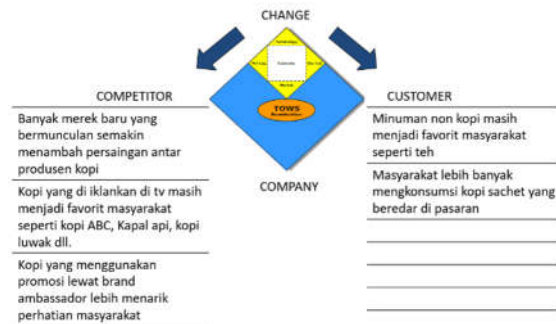 CHANGE
TOWS
COMPETITOR
Banyak merek baru yang
bermunculan semakin
menambah persaingan antar
produsen kopi
Kopi yang di iklankan di tv masih
menjadi favorit masyarakat
seperti kopi ABC, Kapal api, kopi
luwak dll.
Kopi yang menggunakan
promosi lewat brand
ambassador lebih menarik
perhatian masyarakat
COMPANY
CUSTOMER
Minuman non kopi masih
menjadi favorit masyarakat
seperti teh
Masyarakat lebih banyak
mengkonsumsi kopi sachet yang
beredar di pasaran